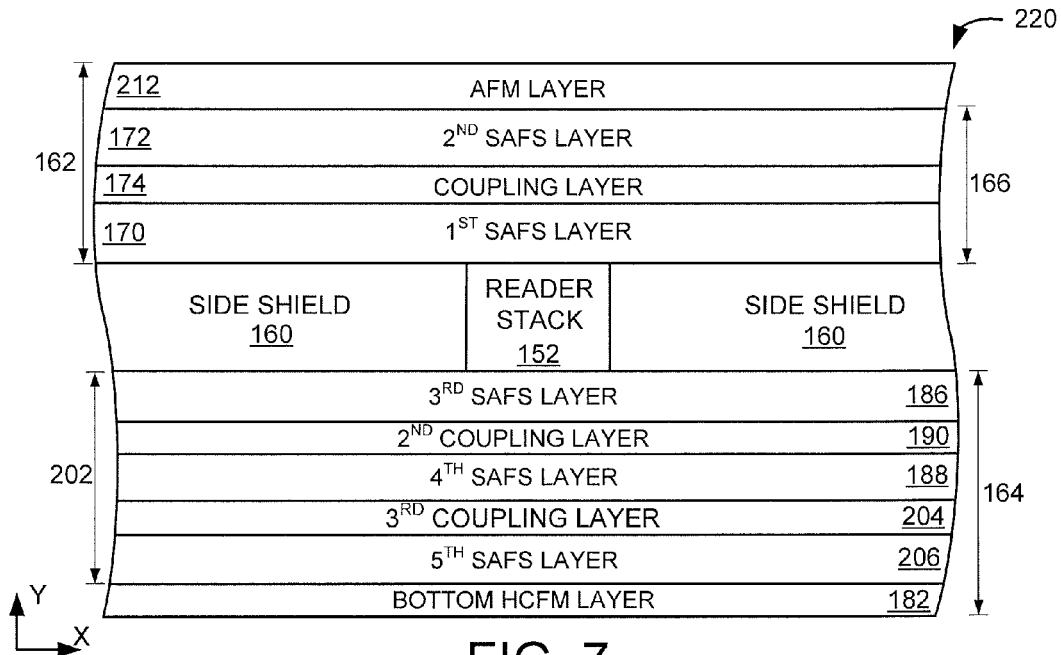 220
212 AFM LAYER
172 2ND SAFS LAYER
162
174 COUPLING LAYER
166
170 1ST SAFS LAYER
SIDE SHIELD
160
READER
STACK
152
SIDE SHIELD
160
3RD SAFS LAYER 186
2ND COUPLING LAYER 190
202
4TH SAFS LAYER 188
164
3RD COUPLING LAYER 204
5TH SAFS LAYER 206
BOTTOM HCFM LAYER 182
Y
X
FIG. 7